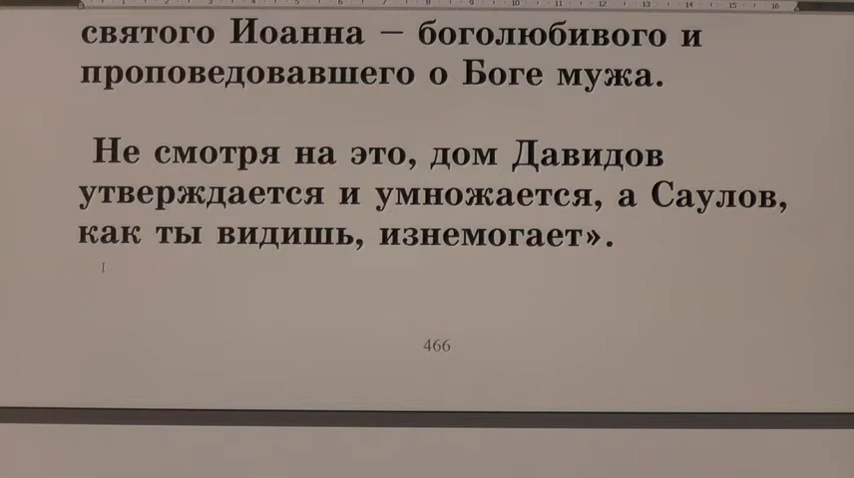 святого Иоанна – боголюбивого и
проповедовавшего о Боге мужа.
Не смотря на это, дом Давидов
утверждается и умножается, а Саулов,
как ты видишь, изнемогает».
466